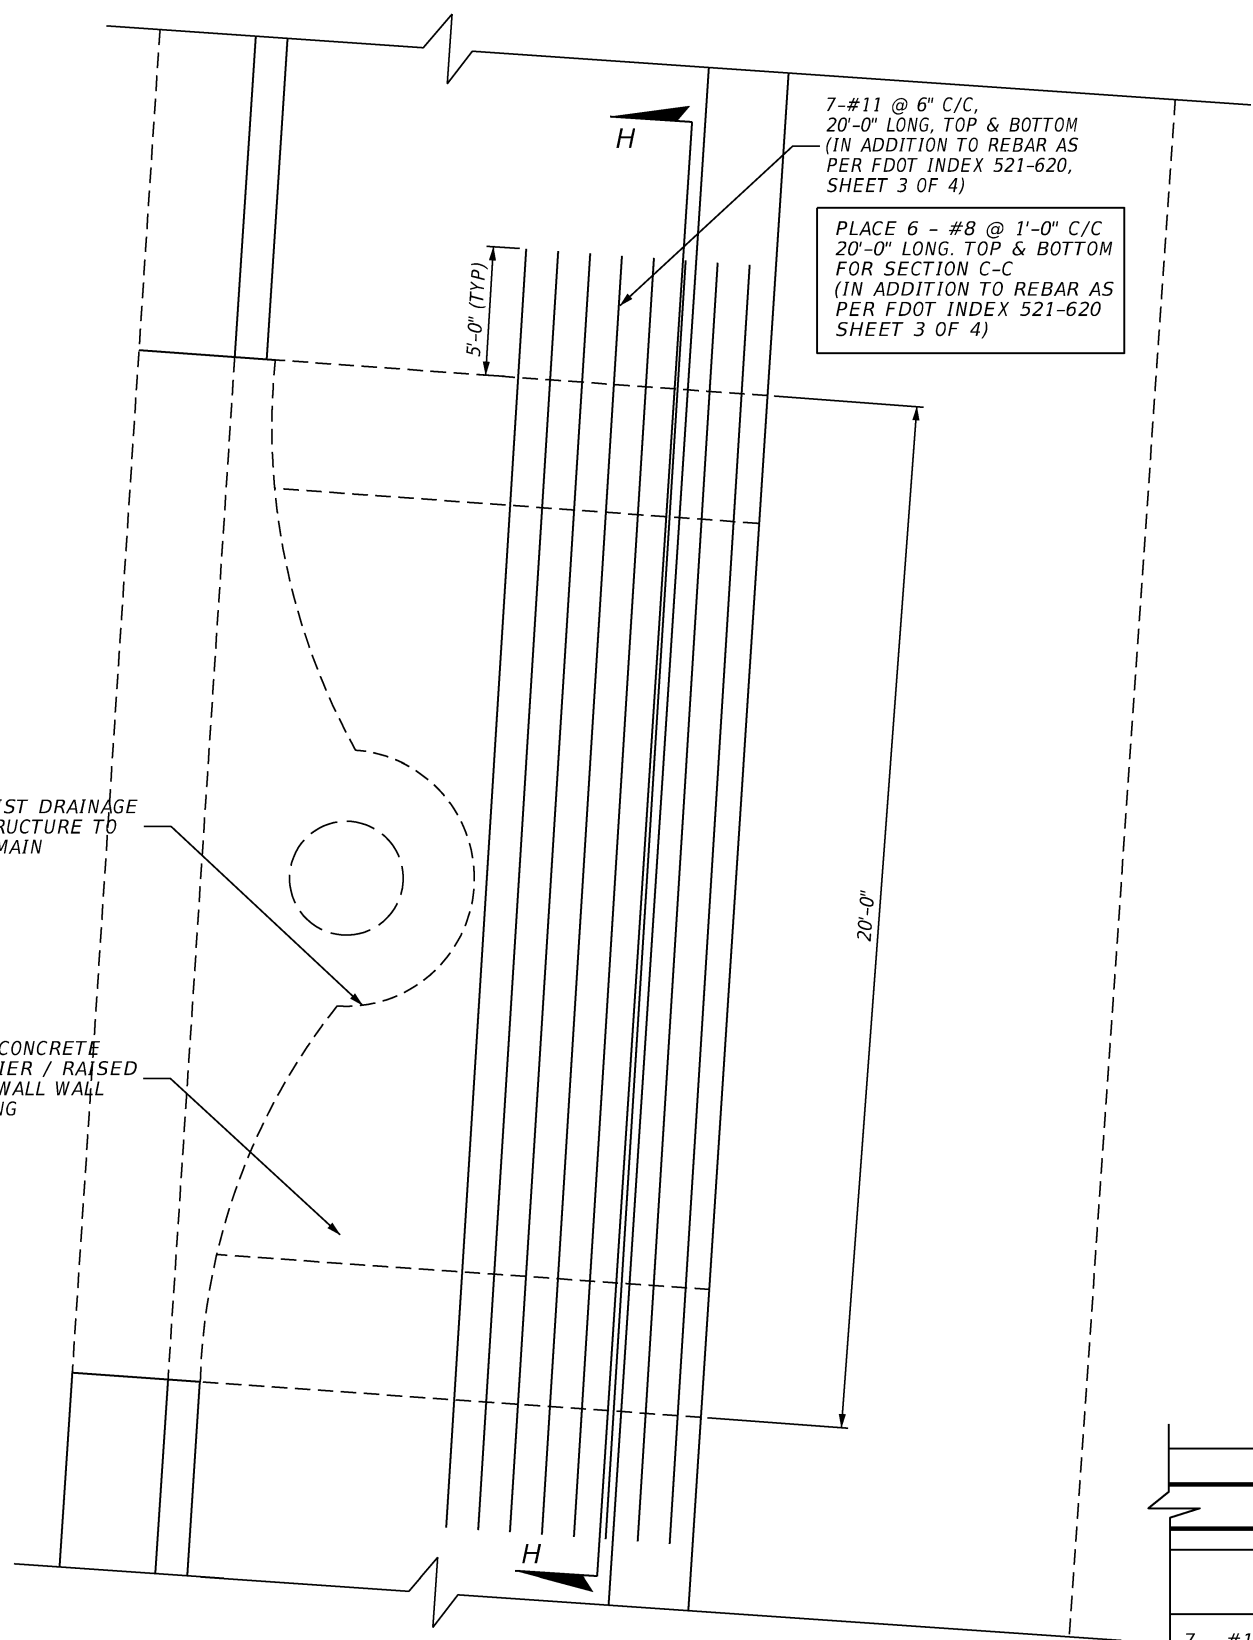 7-#11 @ 6" C/C,
20'-0" LONG, TOP & BOTTOM
(IN ADDITION TO REBAR AS
PER FDOT INDEX 521-620,
SHEET 3 OF 4)
H
PLACE 6 - #8 @ 1'-0" C/C
20'-0" LONG. TOP & BOTTOM
FOR SECTION C-C
(IN ADDITION TO REBAR AS
PER FDOT INDEX 521-620
SHEET 3 OF 4)
5'-0" (TYP)
DRAINAGE
TO
20'-0"
CONCRETE
/ RAISED
WALL WALL
H